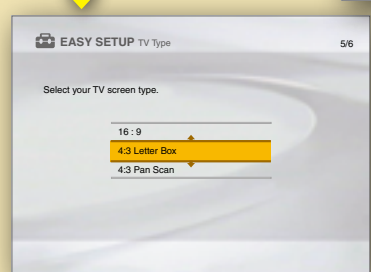 EASY SETUP TV Type
5/6
Select your TV screen type.
16 : 9
4:3 Letter Box
4:3 Pan Scan